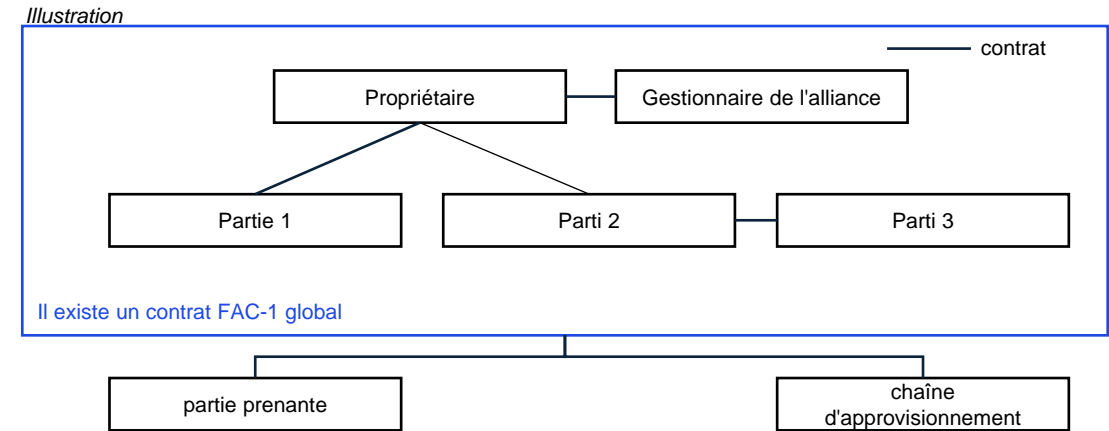 Illustration
contrat
Propriétaire
Gestionnaire de l'alliance
Partie 1
Parti 2
Parti 3
Il existe un contrat FAC-1 global
partie prenante
chaîne
d'approvisionnement